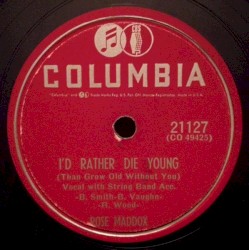 COLUMBIA
21127
(CO 49425)
I'D RATHER DIE YOUNG
(Than Grow Old Without You)
Vocal with String Band Acc.
-B. Smith-B. Vaughn-
-R. Wood-
ROSE MADDOX